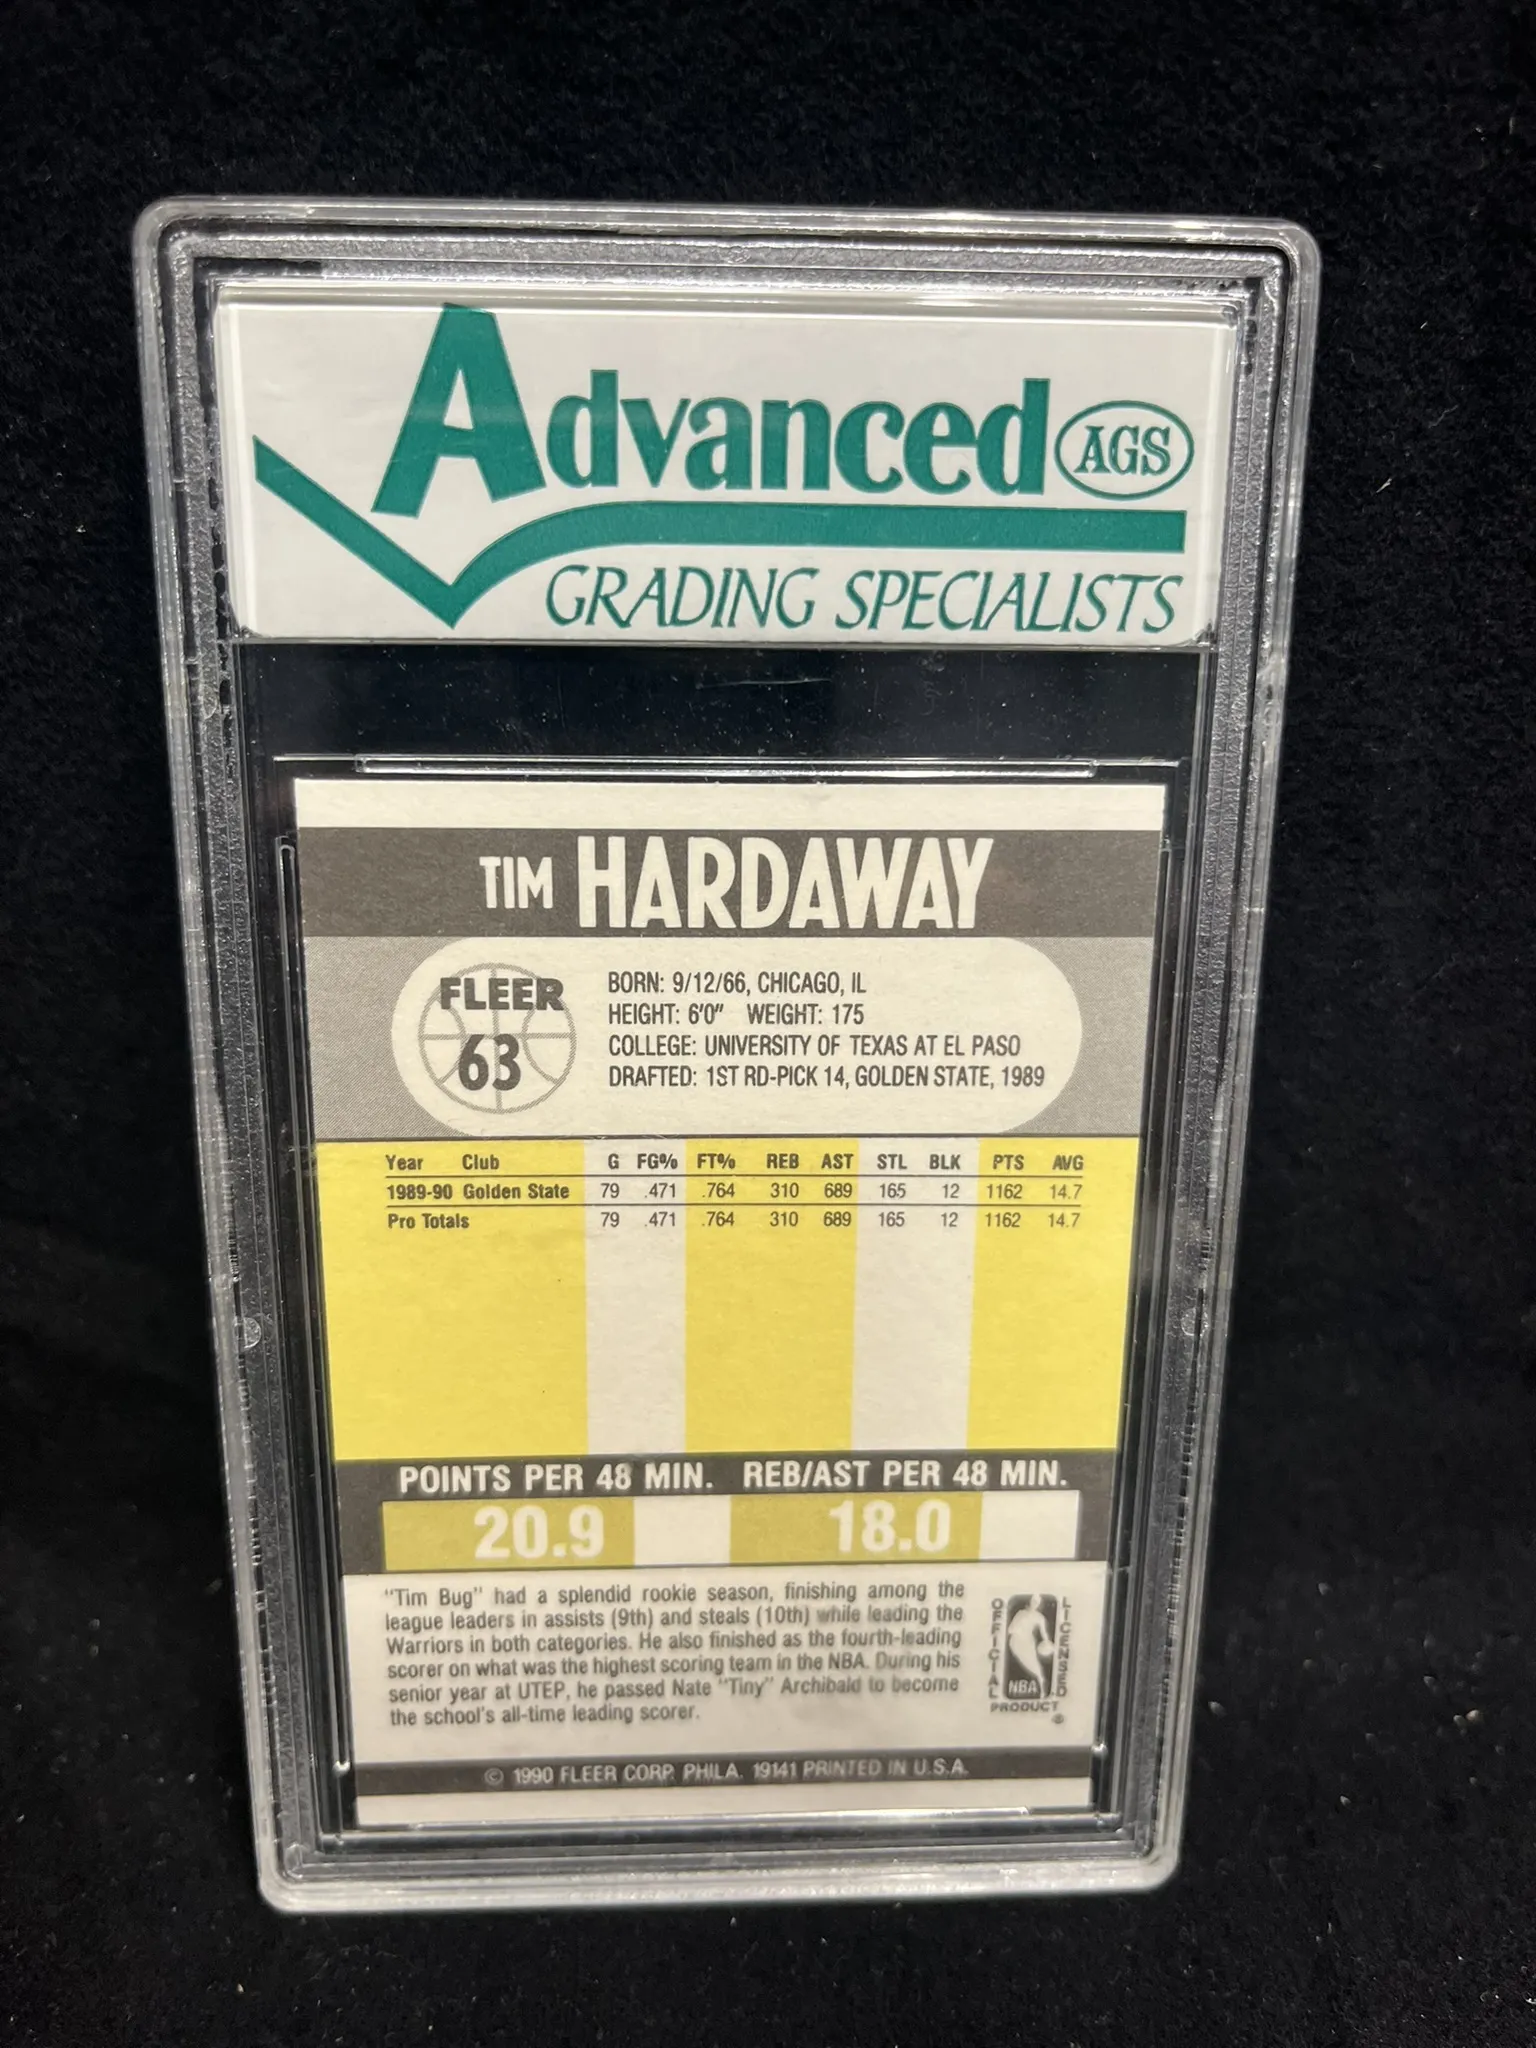 Advanced AGS
GRADING SPECIALISTS
TIM HARDAWAY
FLEER
63
BORN: 9/12/66, CHICAGO, IL
HEIGHT: 6'0" WEIGHT: 175
COLLEGE: UNIVERSITY OF TEXAS AT EL PASO
DRAFTED: 1ST RD-PICK 14, GOLDEN STATE, 1989
Year Club G FG% FT% REB AST STL BLK PTS AVG
1989-90 Golden State 79 .471 .764 310 689 165 12 1162 14.7
Pro Totals 79 .471 .764 310 689 165 12 1162 14.7
POINTS PER 48 MIN. REB/AST PER 48 MIN.
20.9 18.0
"Tim Bug" had a splendid rookie season, finishing among the
league leaders in assists (9th) and steals (10th) while leading the
Warriors in both categories. He also finished as the fourth-leading
scorer on what was the highest scoring team in the NBA. During his
senior year at UTEP, he passed Nate "Tiny" Archibald to become
the school's all-time leading scorer.
OFFICIAL LICENSED
NBA
PRODUCT
®
© 1990 FLEER CORP. PHILA. 19141 PRINTED IN U.S.A.